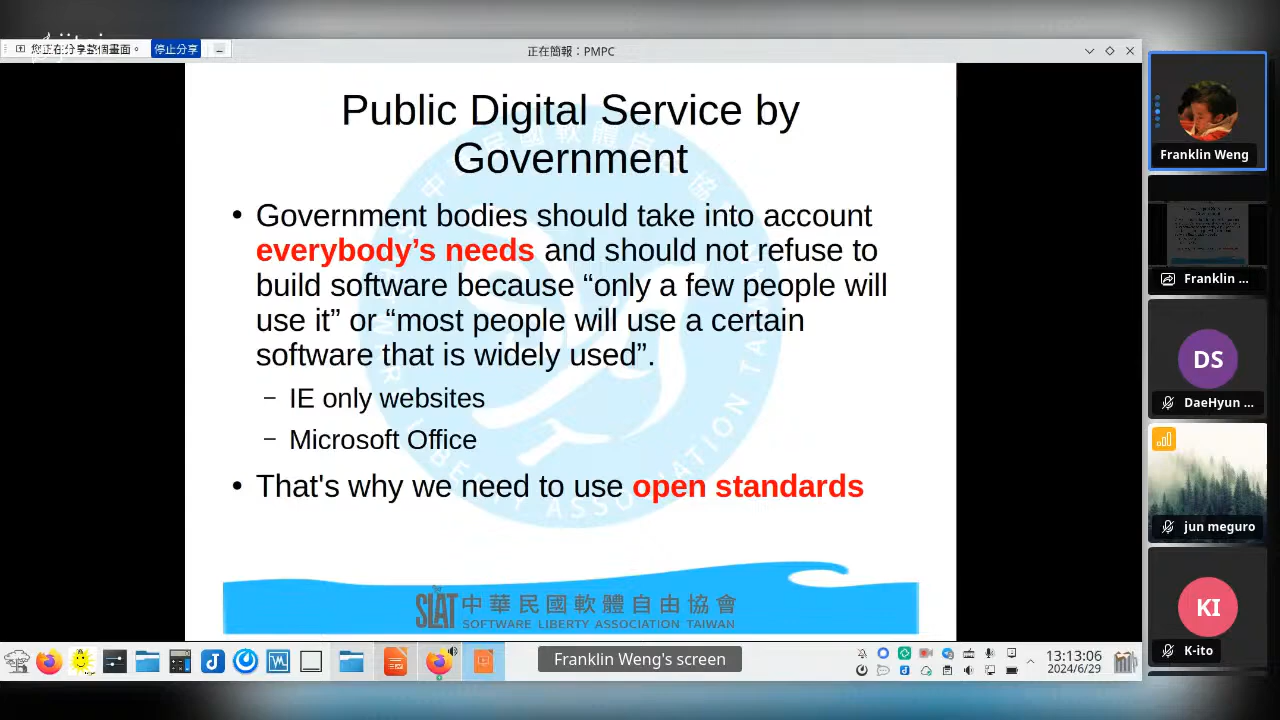 您正在分享整個畫面。 停止分享
正在簡報：PMPC
Public Digital Service by
Government
• Government bodies should take into account
everybody’s needs and should not refuse to
build software because “only a few people will
use it” or “most people will use a certain
software that is widely used”.
– IE only websites
– Microsoft Office
• That's why we need to use open standards
SLAT 中華民國軟體自由協會
SOFTWARE LIBERTY ASSOCIATION TAIWAN
Franklin Weng's screen
13:13:06
2024/6/29
Franklin Weng
Franklin ...
DS
DaeHyun ...
jun meguro
KI
K-ito